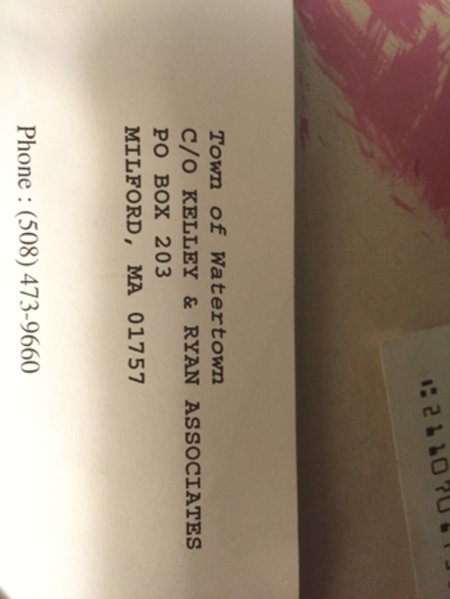 Town of Watertown
C/O KELLEY & RYAN ASSOCIATES
PO BOX 203
MILFORD, MA 01757
Phone : (508) 473-9660